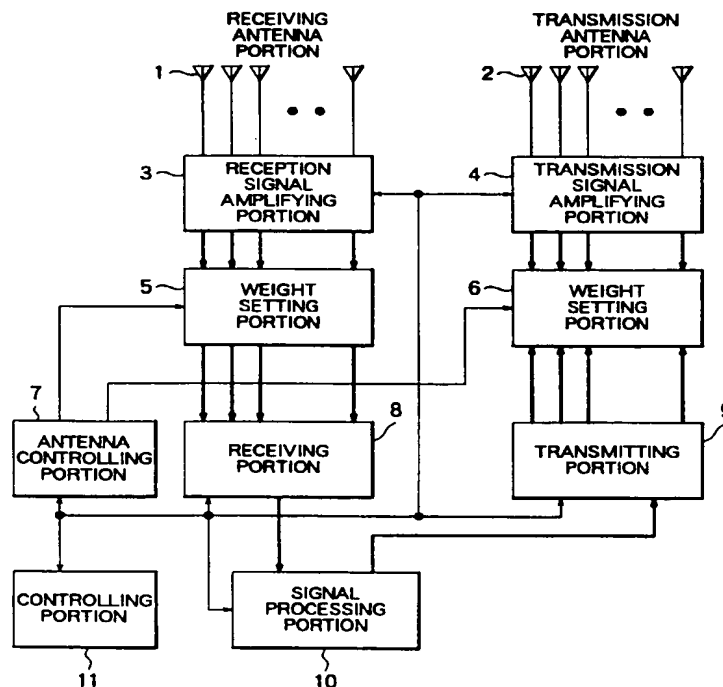 RECEIVING
ANTENNA
PORTION
TRANSMISSION
ANTENNA
PORTION
1
2
3
RECEPTION
SIGNAL
AMPLIFYING
PORTION
4
TRANSMISSION
SIGNAL
AMPLIFYING
PORTION
5
WEIGHT
SETTING
PORTION
6
WEIGHT
SETTING
PORTION
7
ANTENNA
CONTROLLING
PORTION
8
RECEIVING
PORTION
9
TRANSMITTING
PORTION
CONTROLLING
PORTION
11
SIGNAL
PROCESSING
PORTION
10